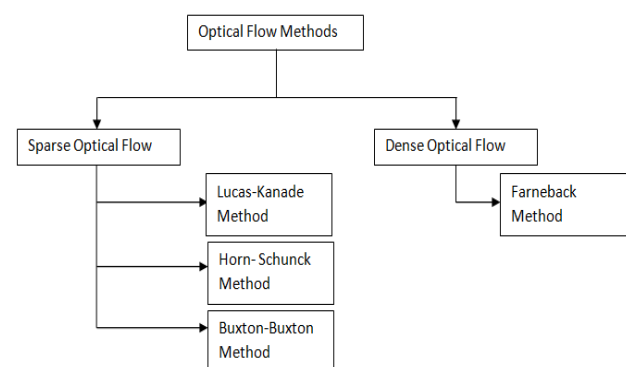 Optical Flow Methods
Sparse Optical Flow
Dense Optical Flow
Lucas-Kanade
Method
Horn- Schunck
Method
Buxton-Buxton
Method
Farneback
Method